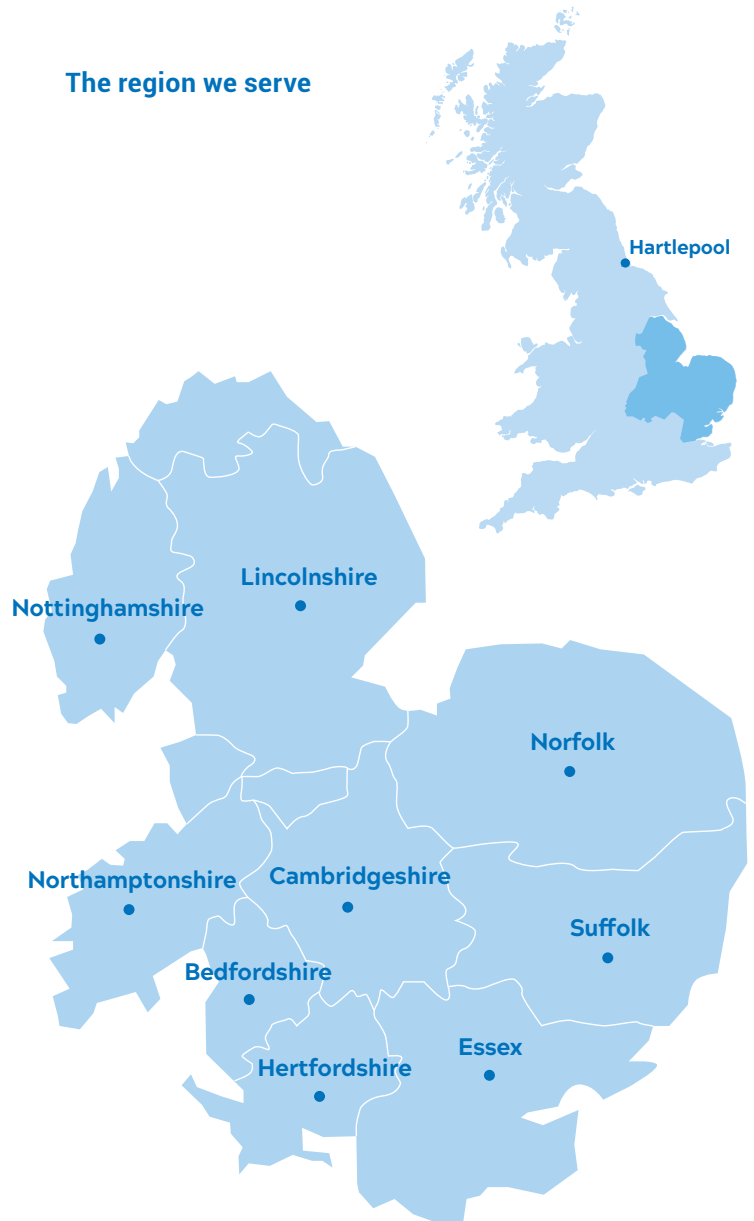 The region we serve
Hartlepool
Lincolnshire
Nottinghamshire
Norfolk
Northamptonshire
Cambridgeshire
Suffolk
Bedfordshire
Essex
Hertfordshire